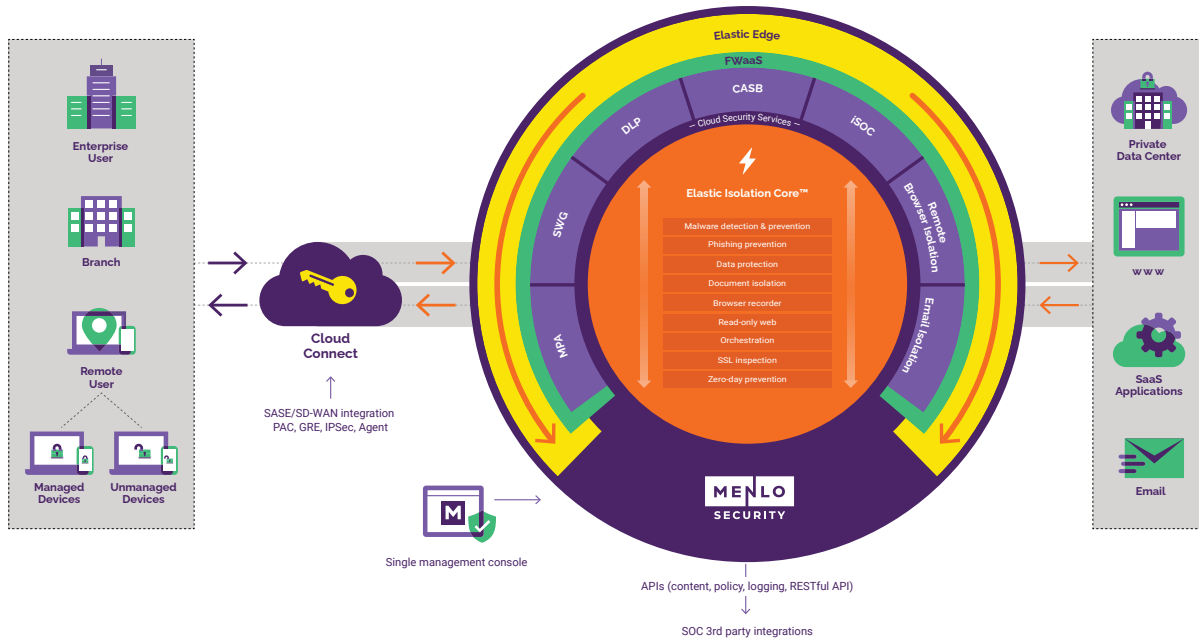 Enterprise
User
Branch
Remote
User
Managed
Devices
Unmanaged
Devices
Cloud
Connect
SASE/SD-WAN integration
PAC, GRE, IPSec, Agent
M
Single management console
Elastic Edge
FWaaS
MPA
SWG
DLP
CASB
iSOC
Remote
Browser Isolation
Email Isolation
— Cloud Security Services —
Elastic Isolation Core™
Malware detection & prevention
Phishing prevention
Data protection
Document isolation
Browser recorder
Read-only web
Orchestration
SSL inspection
Zero-day prevention
MENLO
SECURITY
APIs (content, policy, logging, RESTful API)
SOC 3rd party integrations
Private
Data Center
WWW
SaaS
Applications
Email